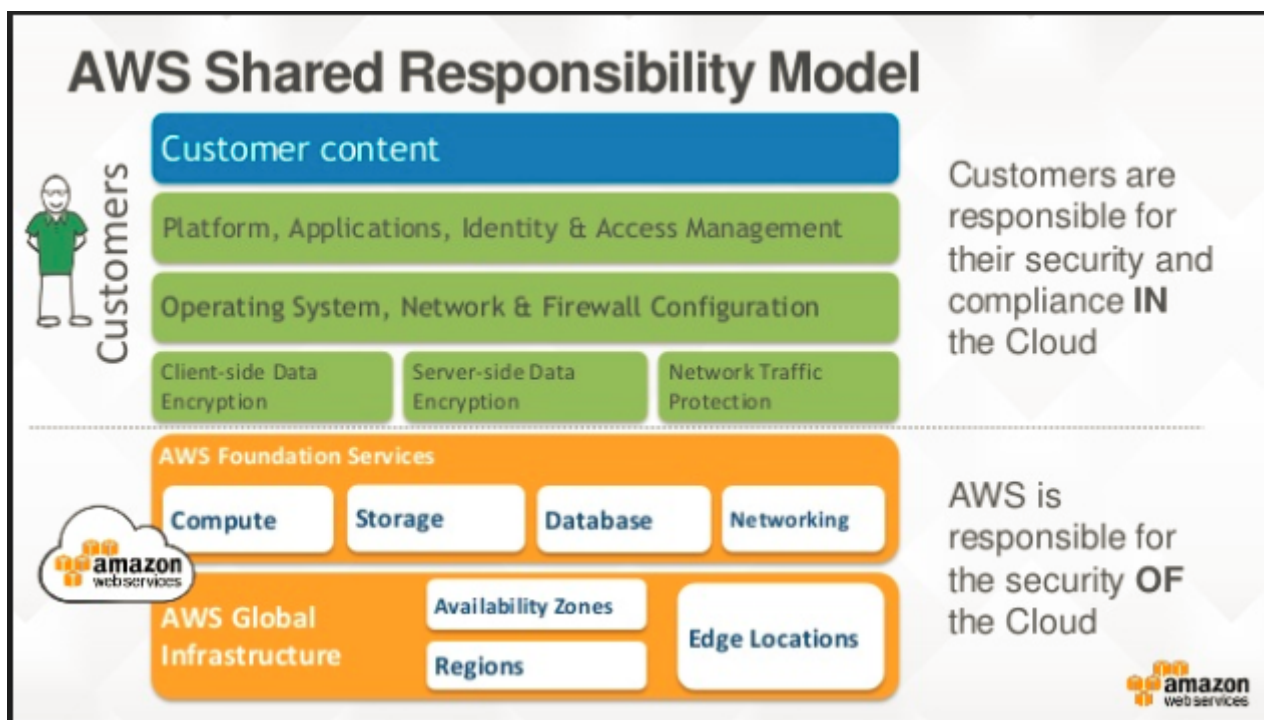 AWS Shared Responsibility Model
Customers
Customer content
Platform, Applications, Identity & Access Management
Operating System, Network & Firewall Configuration
Client-side Data
Encryption
Server-side Data
Encryption
Network Traffic
Protection
Customers are
responsible for
their security and
compliance IN
the Cloud
AWS Foundation Services
Compute
Storage
Database
Networking
amazon
webservices
AWS Global
Infrastructure
Availability Zones
Regions
Edge Locations
AWS is
responsible for
the security OF
the Cloud
amazon
webservices